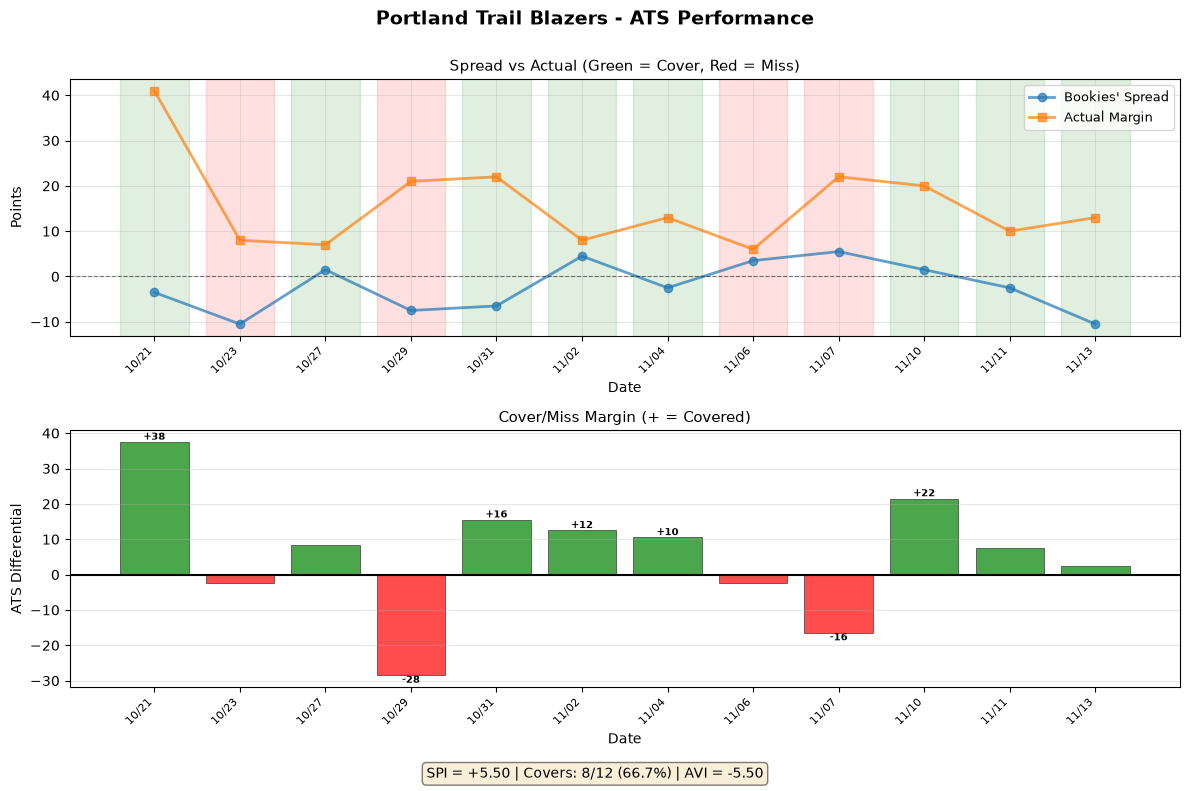 Portland Trail Blazers - ATS Performance
Spread vs Actual (Green = Cover, Red = Miss)
Bookies' Spread
Actual Margin
Points
40
30
20
10
0
−10
10/21 10/23 10/27 10/29 10/31 11/02 11/04 11/06 11/07 11/10 11/11 11/13
Date
Cover/Miss Margin (+ = Covered)
ATS Differential
40
30
20
10
0
−10
−20
−30
+38
-28
+16
+12
+10
-16
+22
10/21 10/23 10/27 10/29 10/31 11/02 11/04 11/06 11/07 11/10 11/11 11/13
Date
SPI = +5.50 | Covers: 8/12 (66.7%) | AVI = -5.50